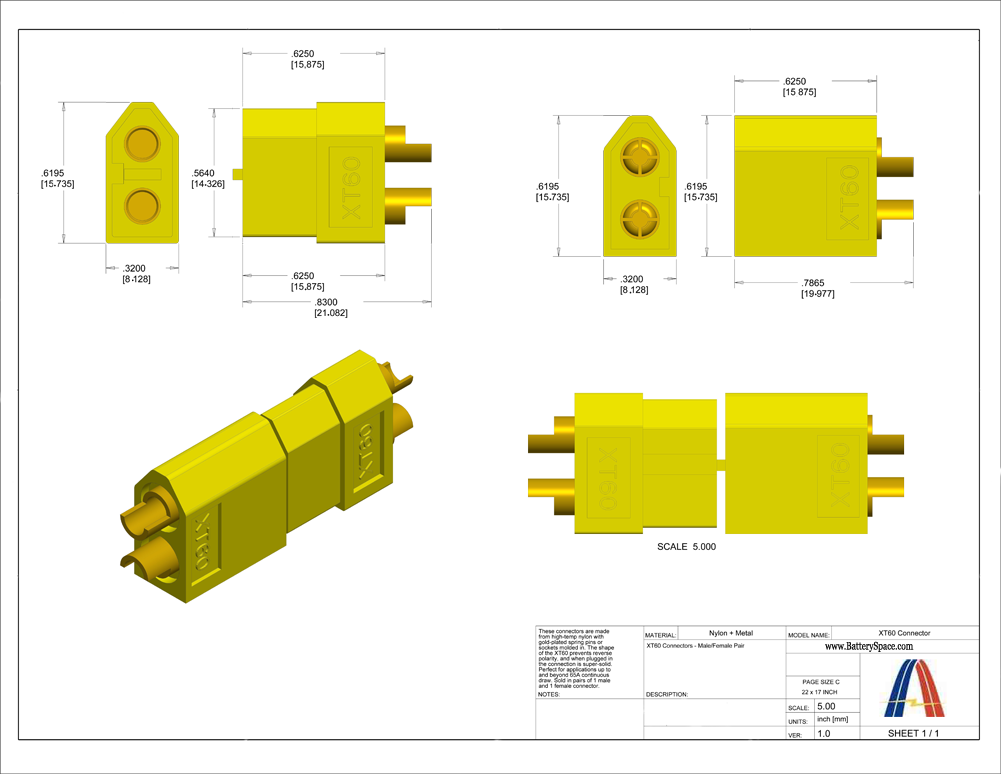 .6250
[15.875]
.6195
[15.735]
.5640
[14.326]
XT60
.3200
[8.128]
.6250
[15.875]
.8300
[21.082]
.6250
[15 875]
.6195
[15.735]
.6195
[15.735]
XT60
.3200
[8.128]
.7865
[19.977]
XT60
XT60
XT60
XT60
SCALE 5.000
These connectors are made
from high-temp nylon with
gold-plated spring pins or
sockets molded in. The shape
of the XT60 prevents reverse
polarity, and when plugged in
the connection is super-solid.
Perfect for applications up to
and beyond 65A continuous
draw. Sold in pairs of 1 male
and 1 female connector.
NOTES:
MATERIAL: Nylon + Metal
XT60 Connectors - Male/Female Pair
DESCRIPTION:
MODEL NAME: XT60 Connector
www.BatterySpace.com
PAGE SIZE C
22 x 17 INCH
SCALE: 5.00
UNITS: inch [mm]
VER: 1.0
SHEET 1 / 1